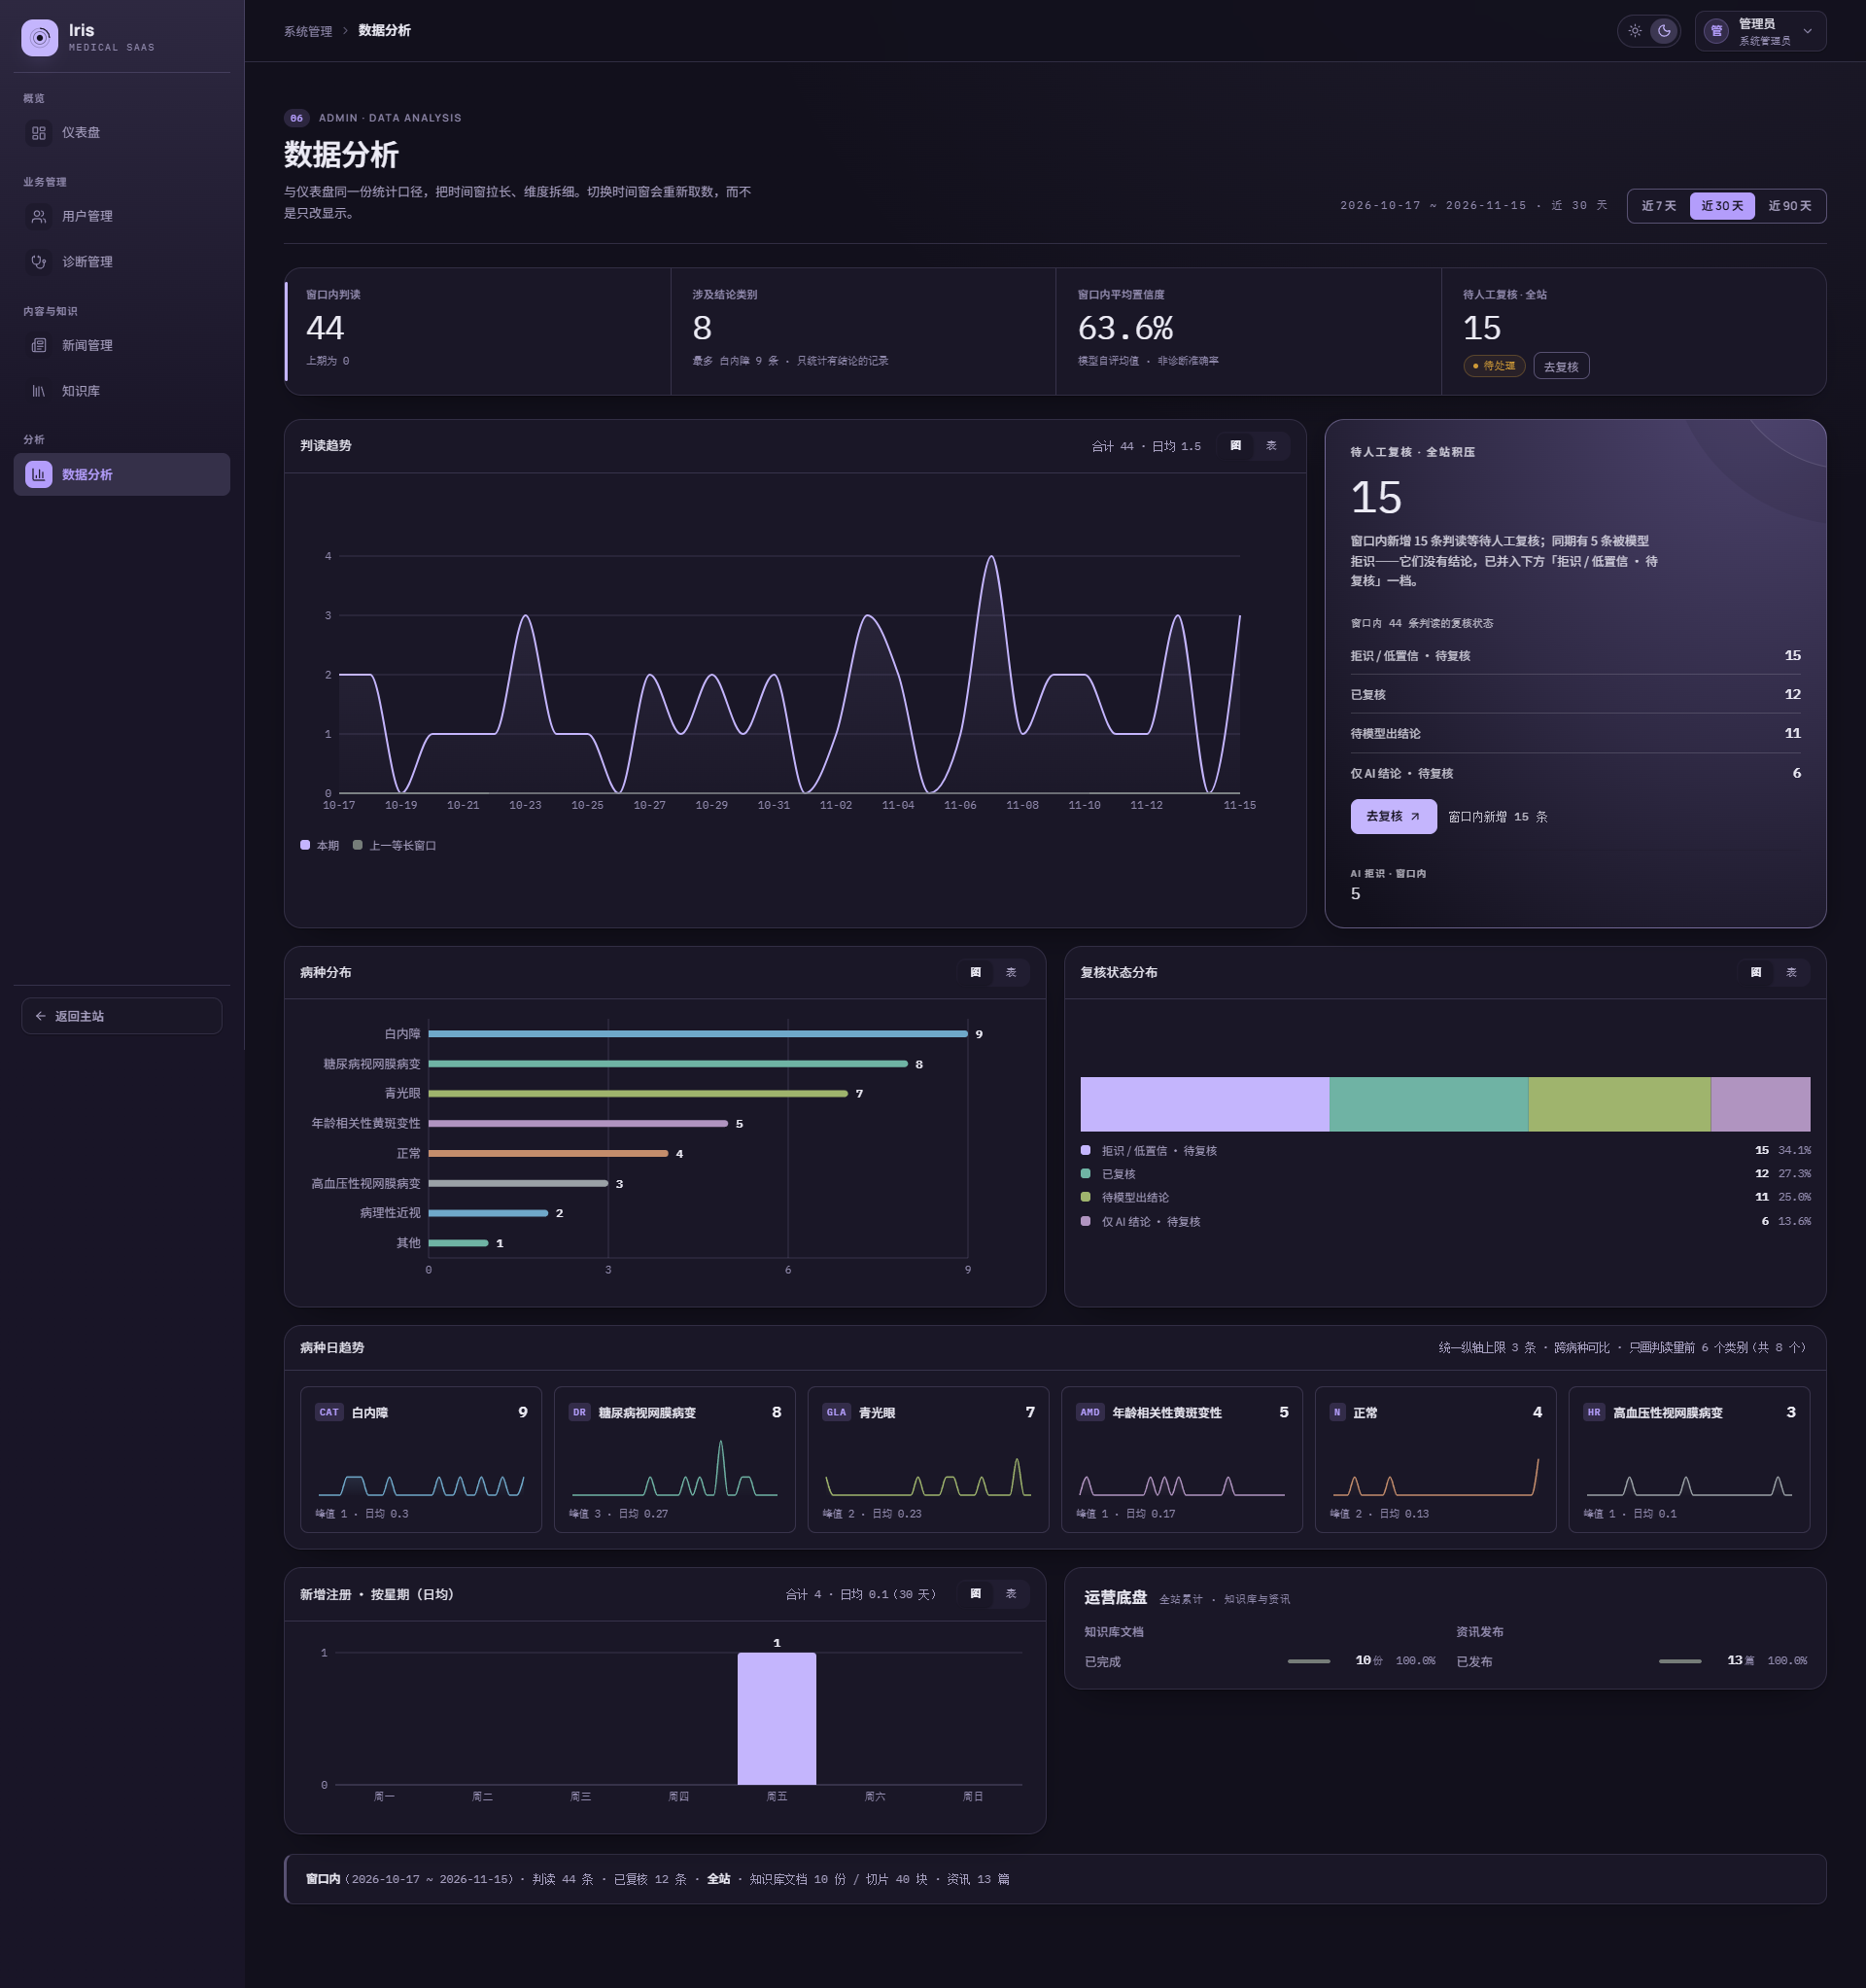 Iris
MEDICAL SAAS
概览
仪表盘
业务管理
用户管理
诊断管理
内容与知识
新闻管理
知识库
分析
数据分析
返回主站
系统管理 › 数据分析
管 管理员
系统管理员
06 ADMIN · DATA ANALYSIS
数据分析
与仪表盘同一份统计口径，把时间窗拉长、维度拆细。切换时间窗会重新取数，而不
是只改显示。
2026-10-17 ~ 2026-11-15 · 近 30 天
近 7 天 近 30 天 近 90 天
窗口内判读
44
上期为 0
涉及结论类别
8
最多 白内障 9 条 · 只统计有结论的记录
窗口内平均置信度
63.6%
模型自评均值 · 非诊断准确率
待人工复核 · 全站
15
待处理 去复核
判读趋势
合计 44 · 日均 1.5 图 表
4
3
2
1
0
10-17 10-19 10-21 10-23 10-25 10-27 10-29 10-31 11-02 11-04 11-06 11-08 11-10 11-12 11-15
本期 上一等长窗口
待人工复核 · 全站积压
15
窗口内新增 15 条判读等待人工复核；同期有 5 条被模型
拒识——它们没有结论，已并入下方「拒识 / 低置信 · 待
复核」一档。
窗口内 44 条判读的复核状态
拒识 / 低置信 · 待复核 15
已复核 12
待模型出结论 11
仅 AI 结论 · 待复核 6
去复核 窗口内新增 15 条
AI 拒识 · 窗口内
5
病种分布 图 表
白内障 9
糖尿病视网膜病变 8
青光眼 7
年龄相关性黄斑变性 5
正常 4
高血压性视网膜病变 3
病理性近视 2
其他 1
0 3 6 9
复核状态分布 图 表
拒识 / 低置信 · 待复核 15 34.1%
已复核 12 27.3%
待模型出结论 11 25.0%
仅 AI 结论 · 待复核 6 13.6%
病种日趋势
统一纵轴上限 3 条 · 跨病种可比 · 只画判读量前 6 个类别（共 8 个）
CAT 白内障 9
峰值 1 · 日均 0.3
DR 糖尿病视网膜病变 8
峰值 3 · 日均 0.27
GLA 青光眼 7
峰值 2 · 日均 0.23
AMD 年龄相关性黄斑变性 5
峰值 1 · 日均 0.17
N 正常 4
峰值 2 · 日均 0.13
HR 高血压性视网膜病变 3
峰值 1 · 日均 0.1
新增注册 · 按星期（日均）
合计 4 · 日均 0.1（30 天） 图 表
1
1
0
周一 周二 周三 周四 周五 周六 周日
运营底盘 全站累计 · 知识库与资讯
知识库文档
已完成 10份 100.0%
资讯发布
已发布 13篇 100.0%
窗口内（2026-10-17 ~ 2026-11-15）· 判读 44 条 · 已复核 12 条 · 全站 · 知识库文档 10 份 / 切片 40 块 · 资讯 13 篇